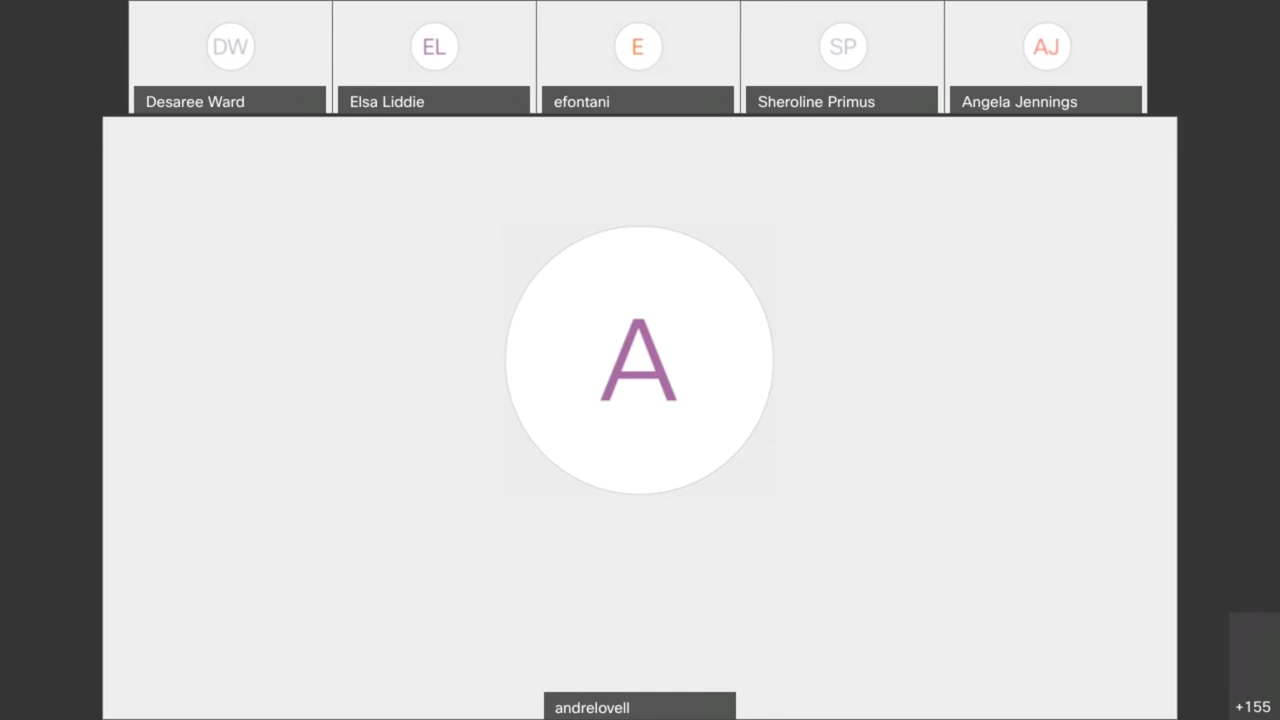 DW
EL
E
SP
AJ
Desaree Ward
Elsa Liddie
efontani
Sheroline Primus
Angela Jennings
A
andrelovell
+155